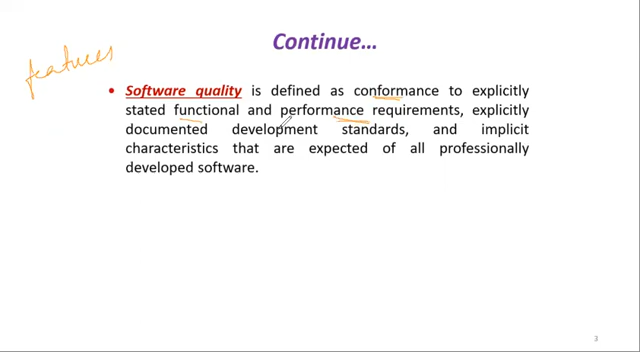 Continue…
features
• Software quality is defined as conformance to explicitly
stated functional and performance requirements, explicitly
documented development standards, and implicit
characteristics that are expected of all professionally
developed software.
3